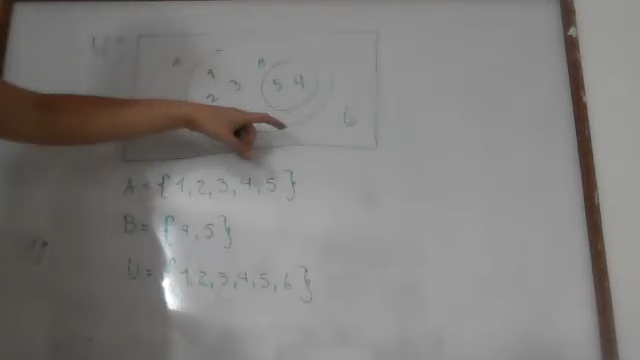 U =
A
B
1
3
5 4
2
6
A = {1, 2, 3, 4, 5}
B = {4, 5}
U = {1, 2, 3, 4, 5, 6}